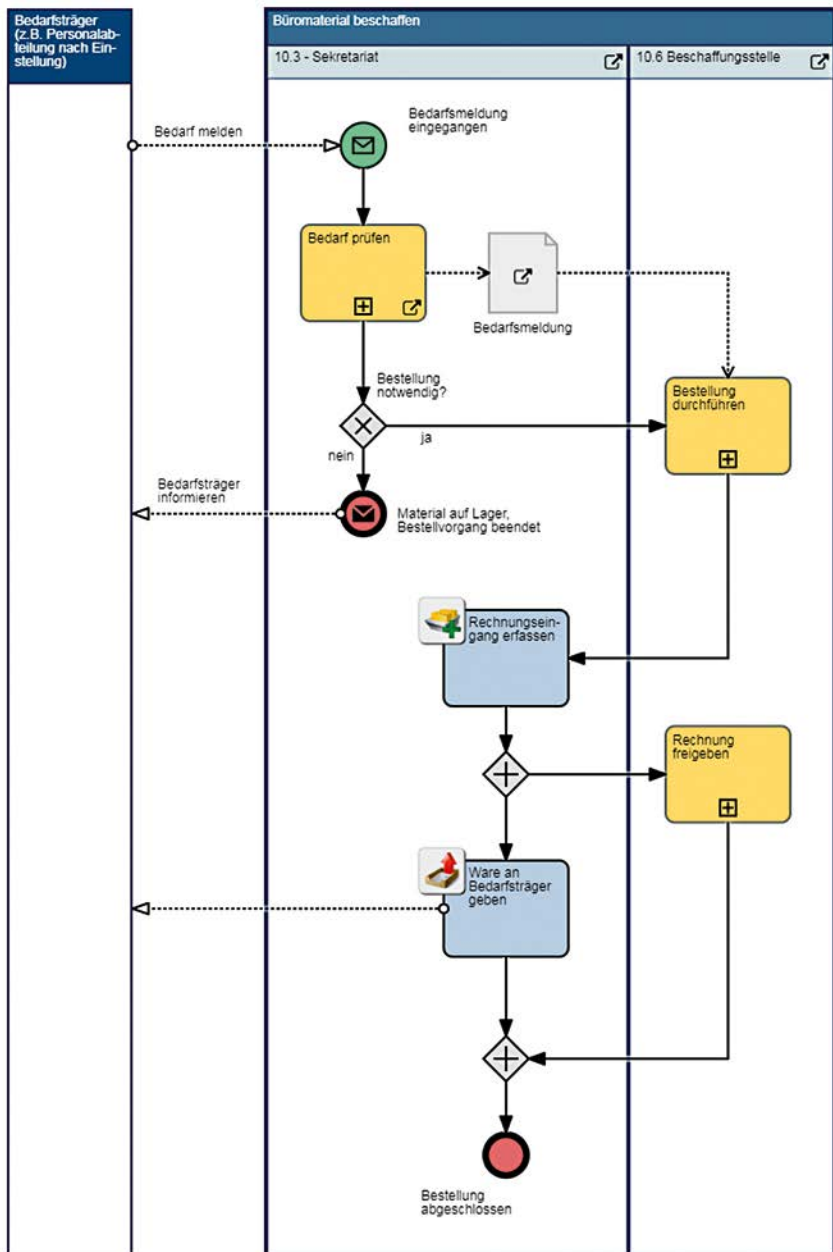 Bedarfsträger
(z.B. Personalab-
teilung nach Ein-
stellung)
Büromaterial beschaffen
10.3 - Sekretariat
10.6 Beschaffungsstelle
Bedarf melden
Bedarfsmeldung
eingegangen
Bedarf prüfen
Bedarfsmeldung
Bestellung
notwendig?
ja
nein
Bestellung
durchführen
Bedarfsträger
informieren
Material auf Lager,
Bestellvorgang beendet
Rechnungsein-
gang erfassen
Rechnung
freigeben
Ware an
Bedarfsträger
geben
Bestellung
abgeschlossen